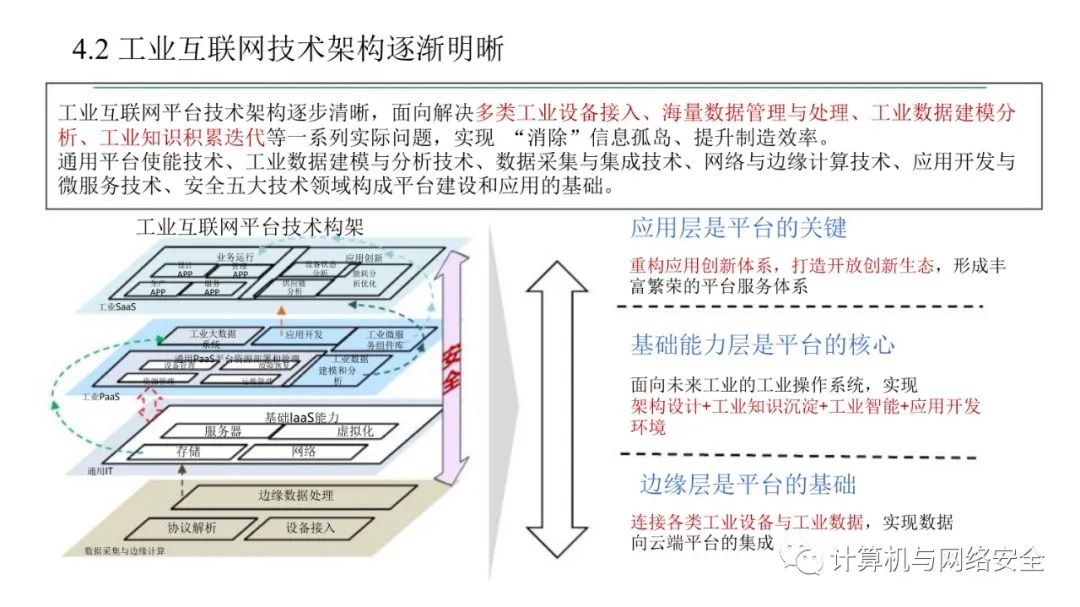 4.2 工业互联网技术架构逐渐明晰
工业互联网平台技术架构逐步清晰，面向解决多类工业设备接入、海量数据管理与处理、工业数据建模分
析、工业知识积累迭代等一系列实际问题，实现 “消除”信息孤岛、提升制造效率。
通用平台使能技术、工业数据建模与分析技术、数据采集与集成技术、网络与边缘计算技术、应用开发与
微服务技术、安全五大技术领域构成平台建设和应用的基础。
工业互联网平台技术构架
业务运行
应用创新
设计
APP
管理
APP
设备状态
分析
能耗分
析优化
生产
APP
服务
APP
供应链
分析
工业SaaS
工业大数据
系统
应用开发
工业微服
务组件库
通用PaaS平台资源部署和管理
设备管理
故障恢复
资源管理
运维管理
工业数据
建模和分
析
工业PaaS
基础IaaS能力
服务器
虚拟化
存储
网络
通用IT
边缘数据处理
协议解析
设备接入
数据采集与边缘计算
安全
应用层是平台的关键
重构应用创新体系，打造开放创新生态，形成丰
富繁荣的平台服务体系
基础能力层是平台的核心
面向未来工业的工业操作系统，实现
架构设计+工业知识沉淀+工业智能+应用开发
环境
边缘层是平台的基础
连接各类工业设备与工业数据，实现数据
向云端平台的集成
计算机与网络安全